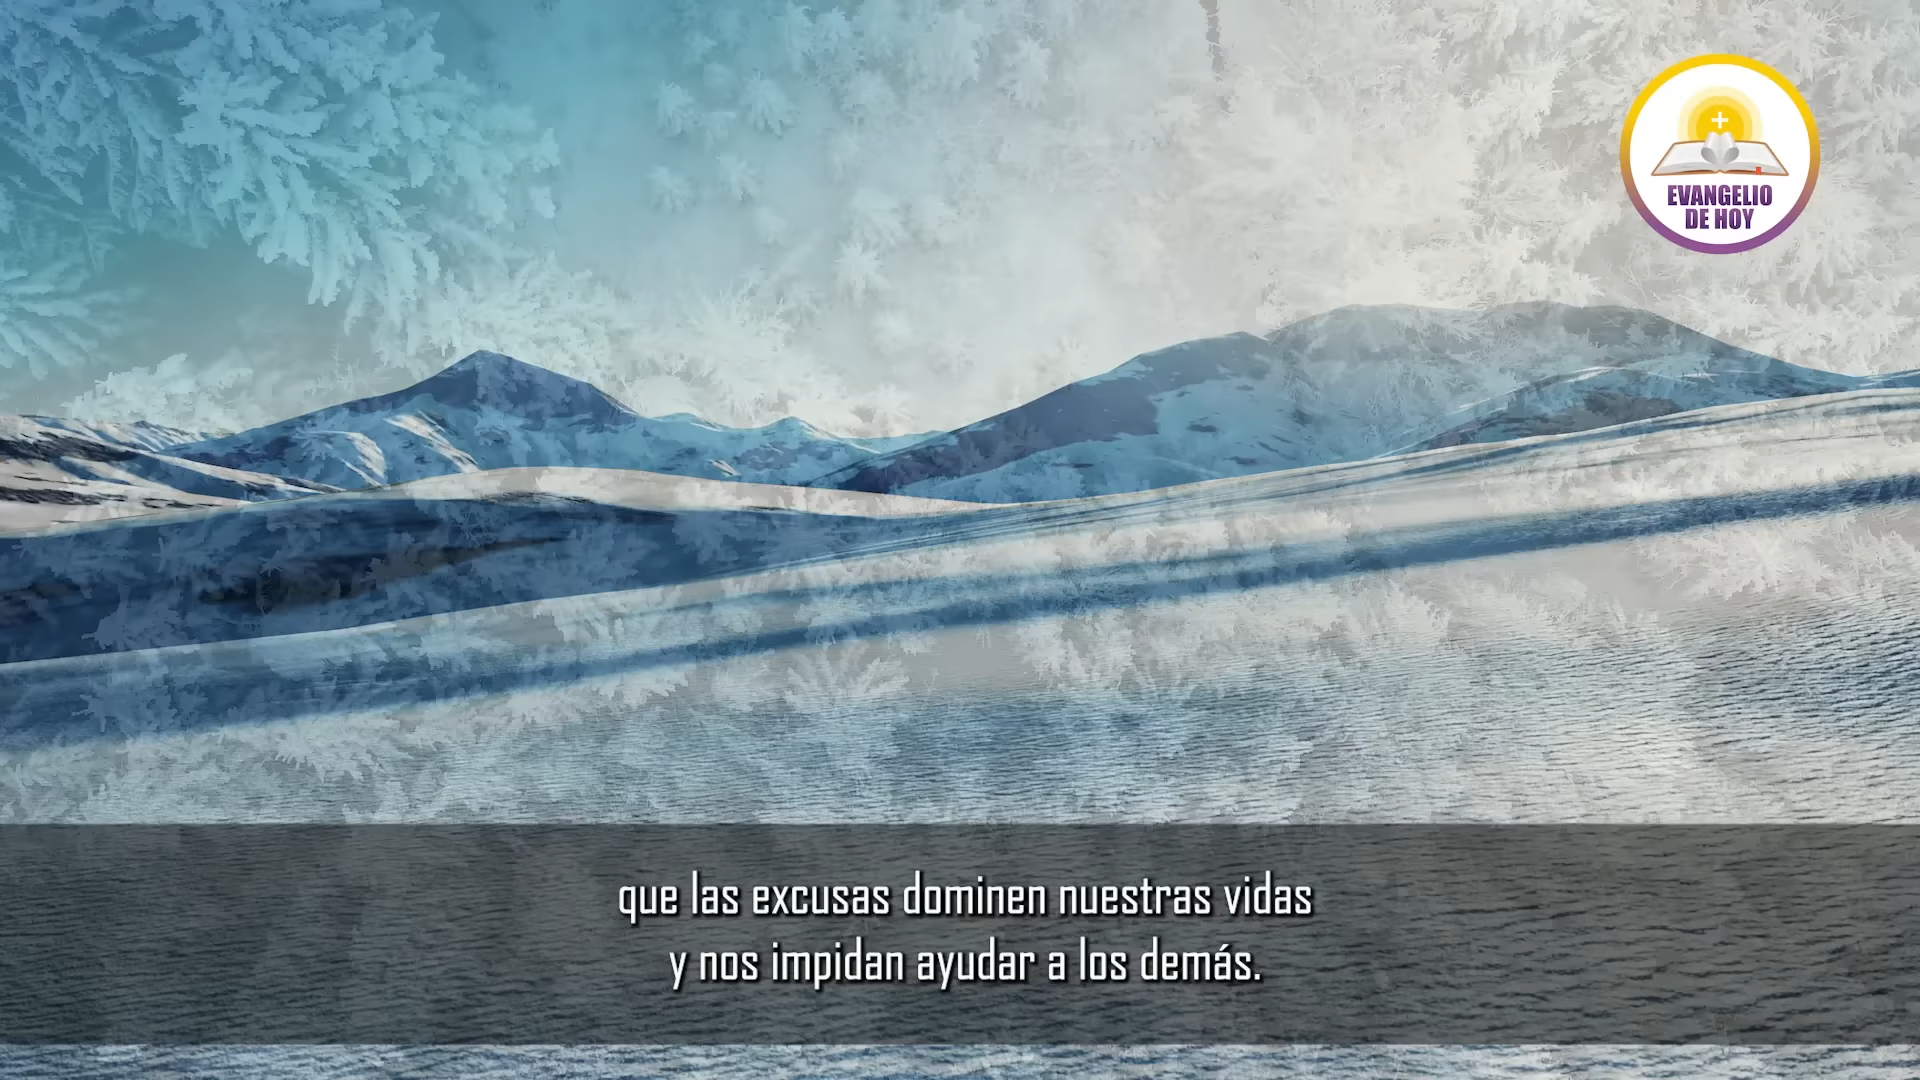 EVANGELIO
DE HOY
que las excusas dominen nuestras vidas
y nos impidan ayudar a los demás.